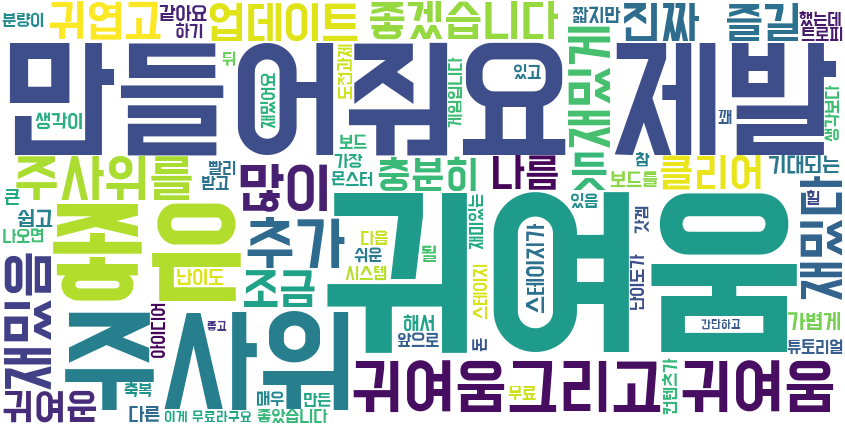 분량이 귀엽고 같아요 하기 업데이트 좋겠습니다 짧지만 진짜 즐길 했는데 트로피
만들어줘요 제발
생각이 뒤 재밌어요 도전과제 있고 게임입니다 재밌게 꽤 생각보다
주사위를 빨리 받고 많이 보드 가장 몬스터 충분히 나름 듯 참 보드를 클리어 기대되는
큰 쉽고 나오면 좋은 난이도 추가 다음 쉬운 시스템 될 재미있는 귀여움 스테이지가 있음 갓겜 난이도가 힐 재밌다
재밌음 아이디어 주사위 좋고 조금 해서 앞으로 돈 스테이지 간단하고 가볍게 튜토리얼
귀여운 다른 축복 이게 무료라구요 매우 만든 좋았습니다 귀여움그리고 무료 컨텐츠가 귀여움